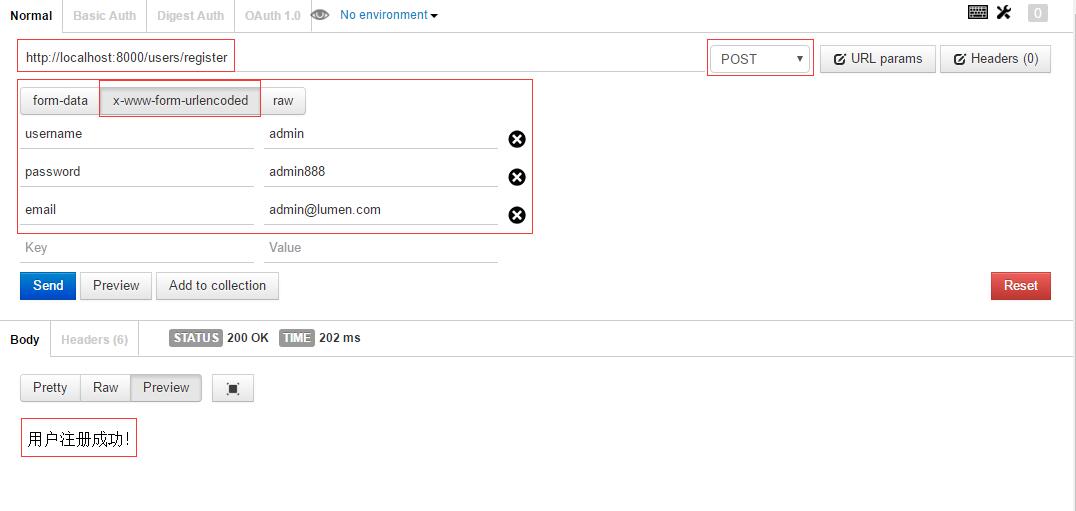 Normal Basic Auth Digest Auth OAuth 1.0 No environment 0
http://localhost:8000/users/register POST URL params Headers (0)
form-data x-www-form-urlencoded raw
username admin
password admin888
email admin@lumen.com
Key Value
Send Preview Add to collection Reset
Body Headers (6) STATUS 200 OK TIME 202 ms
Pretty Raw Preview
用户注册成功!